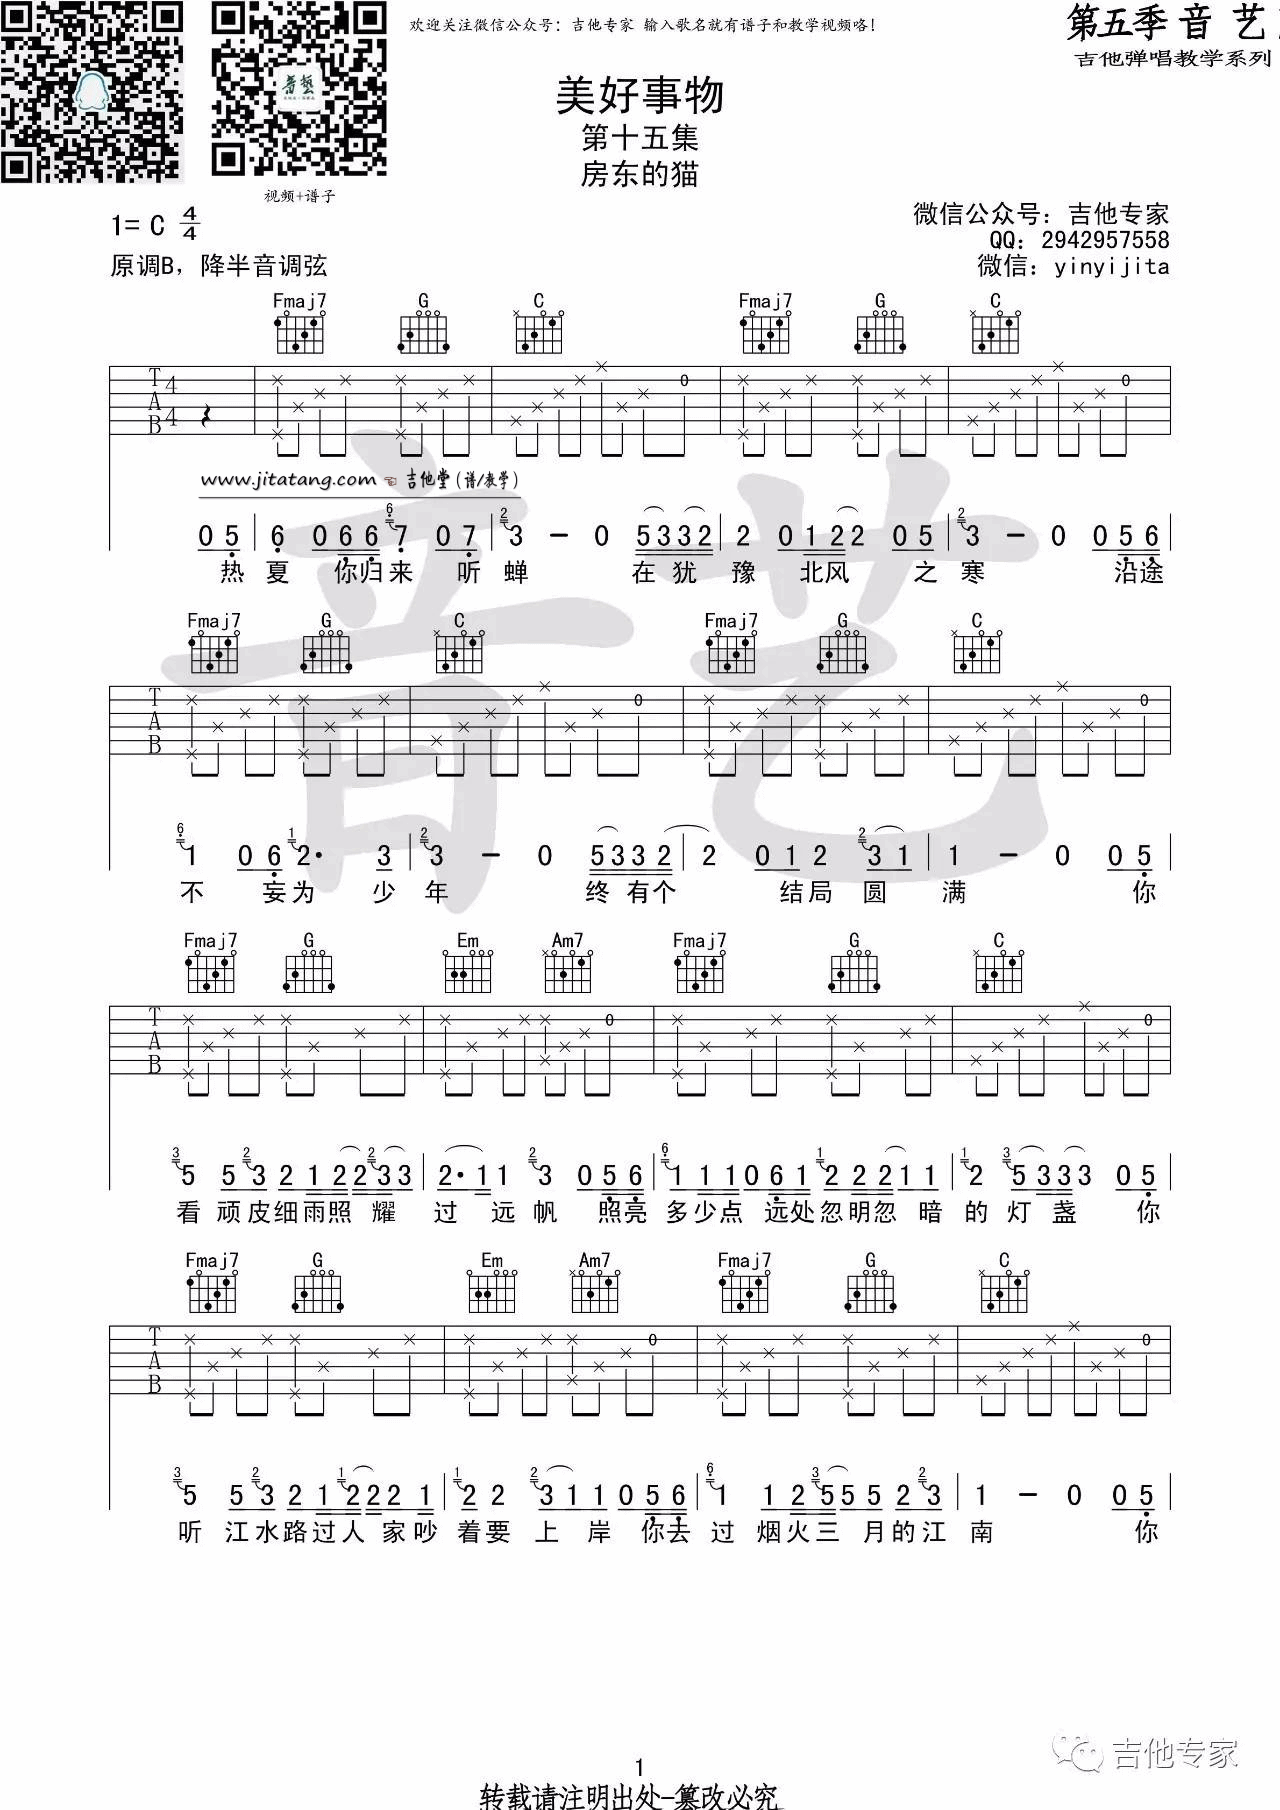 欢迎关注微信公众号：吉他专家 输入歌名就有谱子和教学视频咯！
第五季 音 艺
吉他弹唱教学系列
美好事物
第十五集
房东的猫
音艺
视频+谱子
1= C 4/4
原调B，降半音调弦
微信公众号：吉他专家
QQ：2942957558
微信：yinyijita
Fmaj7 G C Fmaj7 G C
T A B 4 4
www.jitatang.com ☜ 吉他堂（谱/教学）
0 5 | 6 0 6 6 7 0 7 | 3 — 0 5 3 3 2 | 2 0 1 2 2 0 5 | 3 — 0 0 5 6
热 夏 你归来 听 蝉 在 犹 豫 北风 之 寒 沿途
Fmaj7 G C Fmaj7 G C
T A B
1 0 6 2· 3 | 3 — 0 5 3 3 2 | 2 0 1 2 3 1 | 1 — 0 0 5
不 妄为 少 年 终 有个 结局 圆 满 你
Fmaj7 G Em Am7 Fmaj7 G C
T A B
5 5 3 2 1 2 2 3 3 | 2· 1 1 3 0 5 6 | 1 1 1 0 6 1 2 2 2 1 1 | 2 5 3 3 3 0 5
看 顽皮细雨照 耀 过 远 帆 照亮 多少点 远处忽明忽 暗 的 灯 盏 你
Fmaj7 G Em Am7 Fmaj7 G C
T A B
5 5 3 2 1 2 2 2 2 1 | 2 2 3 1 1 0 5 6 | 1 1 2 5 5 5 2 3 | 1 — 0 0 5
听 江水路过人 家吵 着要 上 岸 你去 过 烟火三 月的江 南 你
1
转载请注明出处-篡改必究
吉他专家